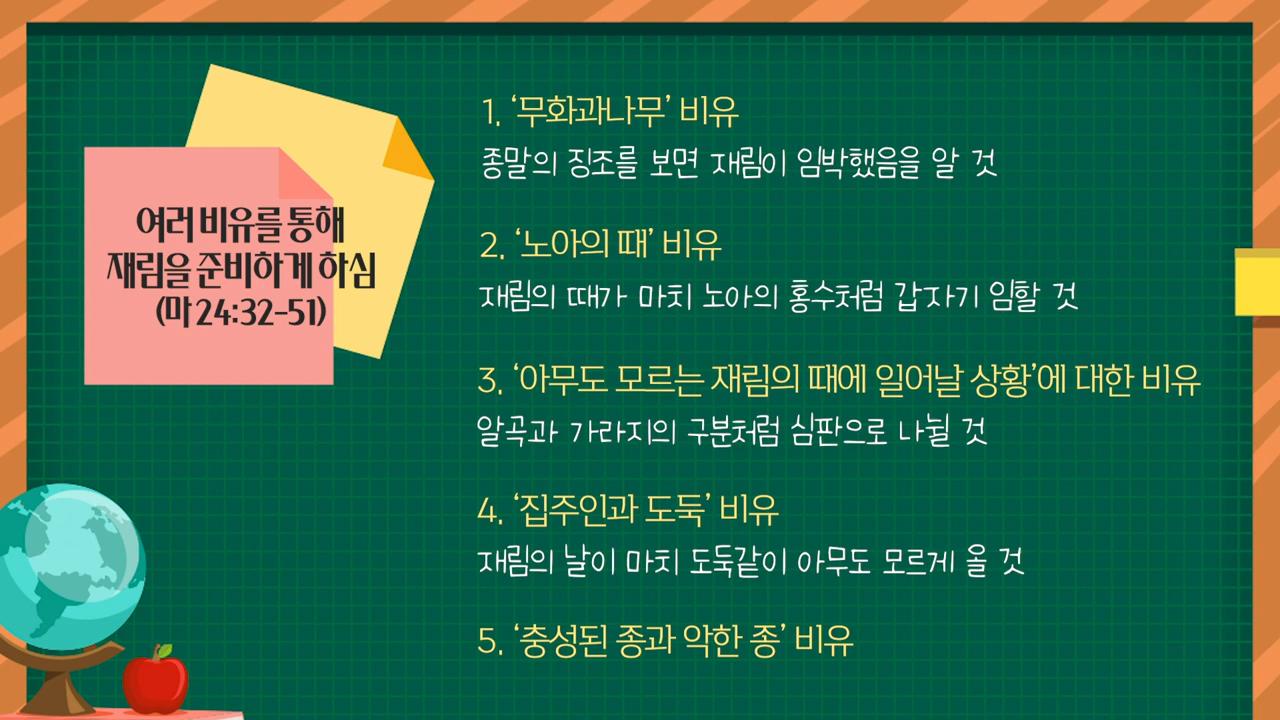 여러 비유를 통해
재림을 준비하게 하심
(마 24:32-51)
1. ‘무화과나무’ 비유
종말의 징조를 보면 재림이 임박했음을 알 것
2. ‘노아의 때’ 비유
재림의 때가 마치 노아의 홍수처럼 갑자기 임할 것
3. ‘아무도 모르는 재림의 때에 일어날 상황’에 대한 비유
알곡과 가라지의 구분처럼 심판으로 나뉠 것
4. ‘집주인과 도둑’ 비유
재림의 날이 마치 도둑같이 아무도 모르게 올 것
5. ‘충성된 종과 악한 종’ 비유